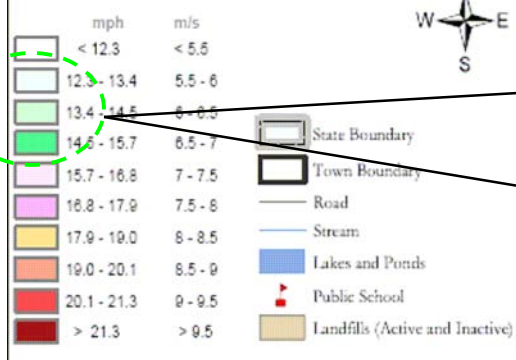 mph m/s
< 12.3 < 5.5
12.3 - 13.4 5.5 - 6
13.4 - 14.5 6 - 6.5
14.5 - 15.7 6.5 - 7
15.7 - 16.8 7 - 7.5
16.8 - 17.9 7.5 - 8
17.9 - 19.0 8 - 8.5
19.0 - 20.1 8.5 - 9
20.1 - 21.3 9 - 9.5
> 21.3 > 9.5
W E
S
State Boundary
Town Boundary
Road
Stream
Lakes and Ponds
Public School
Landfills (Active and Inactive)